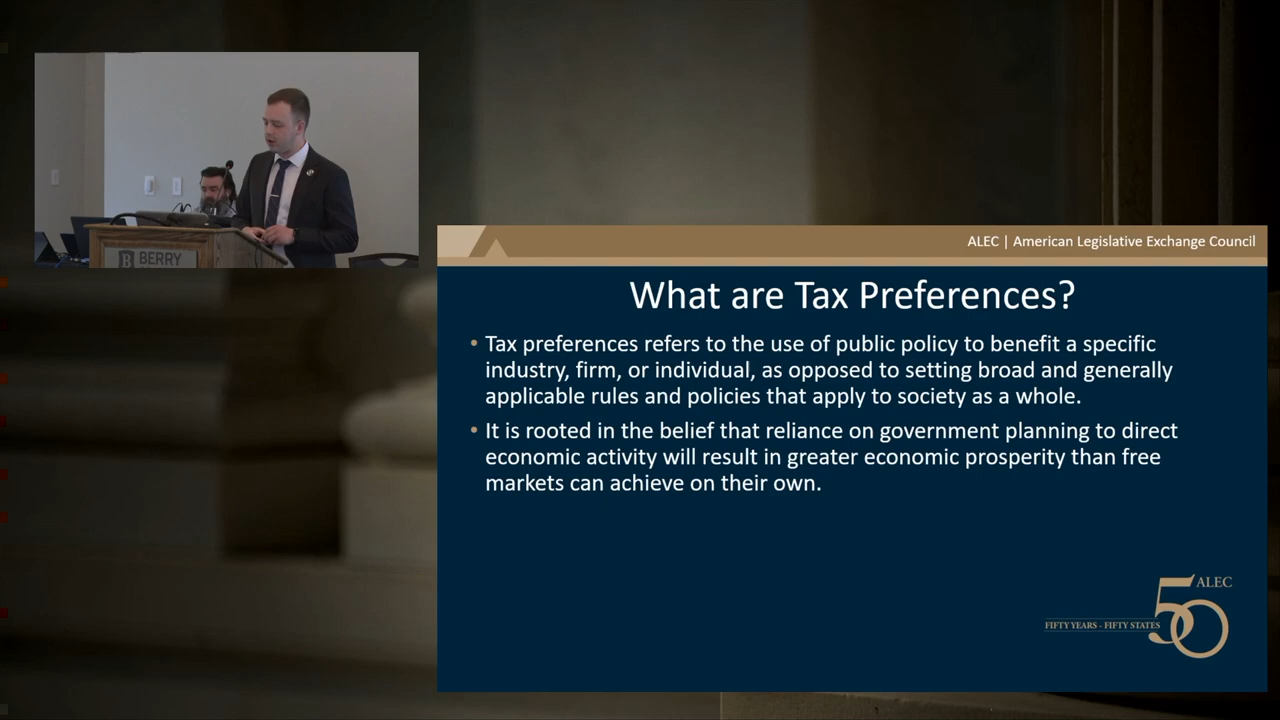 BERRY
ALEC | American Legislative Exchange Council
What are Tax Preferences?
• Tax preferences refers to the use of public policy to benefit a specific
industry, firm, or individual, as opposed to setting broad and generally
applicable rules and policies that apply to society as a whole.
• It is rooted in the belief that reliance on government planning to direct
economic activity will result in greater economic prosperity than free
markets can achieve on their own.
50 ALEC
FIFTY YEARS - FIFTY STATES